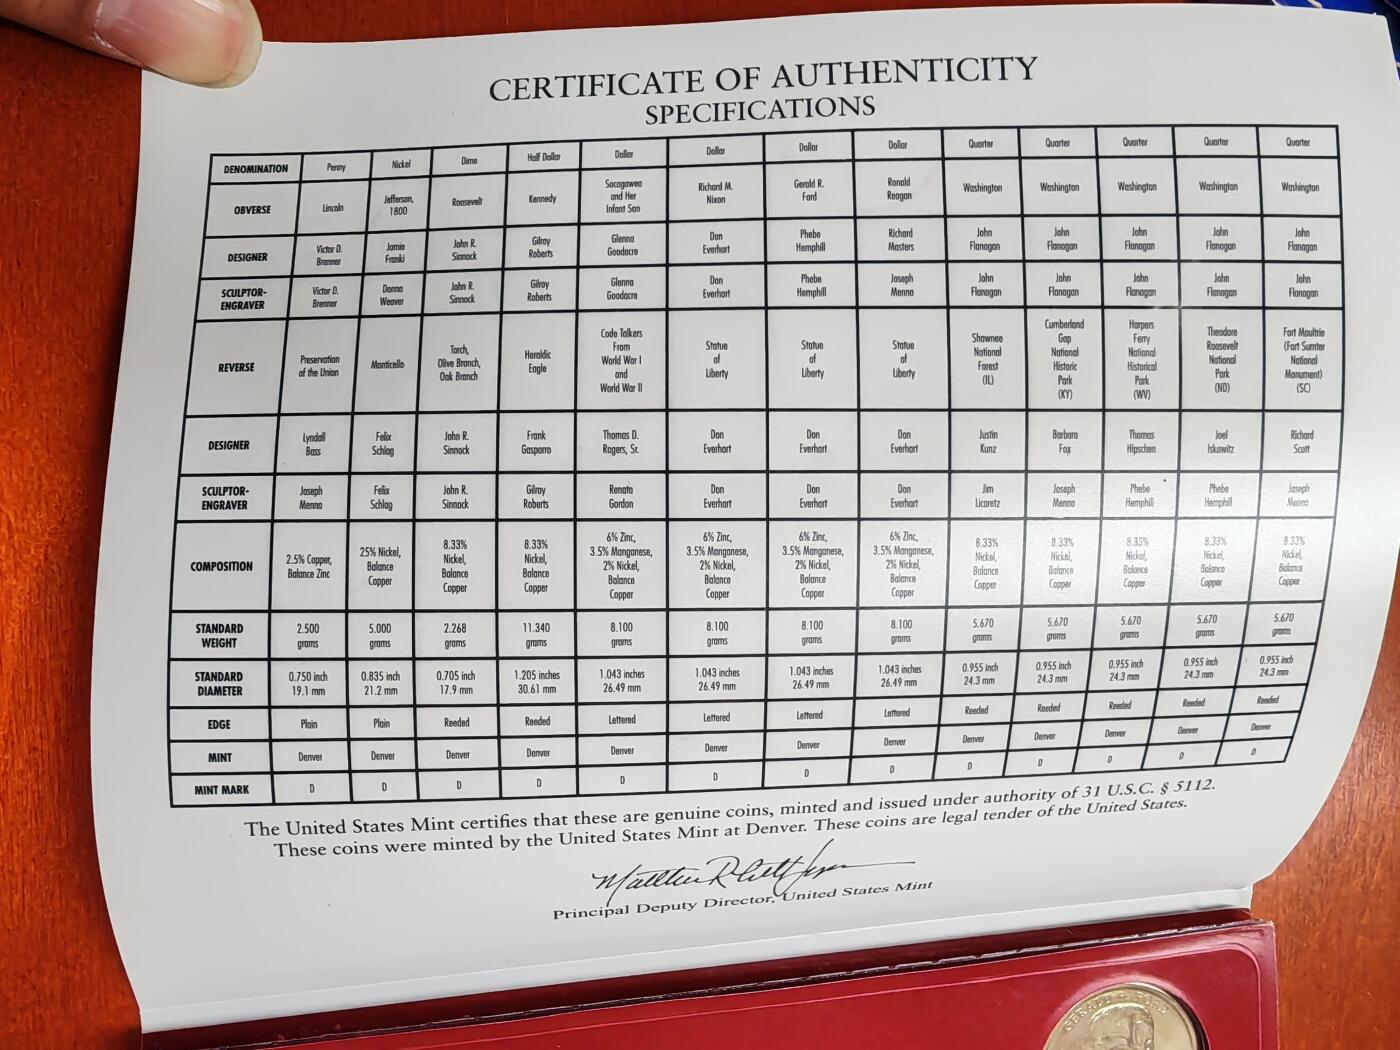 CERTIFICATE OF AUTHENTICITY
SPECIFICATIONS
DENOMINATION Penny Nickel Dime Half Dollar Dollar Dollar Dollar Dollar Quarter Quarter Quarter Quarter Quarter
OBVERSE Lincoln Jefferson, 1800 Roosevelt Kennedy Sacagawea and Her Infant Son Richard M. Nixon Gerald R. Ford Ronald Reagan Washington Washington Washington Washington Washington
DESIGNER Victor D. Brenner Jamie Franki John R. Sinnock Gilroy Roberts Glenna Goodacre Don Everhart Phebe Hemphill Richard Masters John Flanagan John Flanagan John Flanagan John Flanagan John Flanagan
SCULPTOR-ENGRAVER Victor D. Brenner Donna Weaver John R. Sinnock Gilroy Roberts Glenna Goodacre Don Everhart Phebe Hemphill Joseph Menna John Flanagan John Flanagan John Flanagan John Flanagan John Flanagan
REVERSE Preservation of the Union Monticello Torch, Olive Branch, Oak Branch Heraldic Eagle Code Talkers From World War I and World War II Statue of Liberty Statue of Liberty Statue of Liberty Shawnee National Forest (IL) Cumberland Gap National Historic Park (KY) Harpers Ferry National Historical Park (WV) Theodore Roosevelt National Park (ND) Fort Moultrie (Fort Sumter National Monument) (SC)
DESIGNER Lyndall Bass Felix Schlag John R. Sinnock Frank Gasparro Thomas D. Rogers, Sr. Don Everhart Don Everhart Don Everhart Justin Kunz Barbara Fox Thomas Hipschen Joel Iskowitz Richard Scott
SCULPTOR-ENGRAVER Joseph Menna Felix Schlag John R. Sinnock Gilroy Roberts Renata Gordon Don Everhart Don Everhart Don Everhart Jim Licaretz Joseph Menna Phebe Hemphill Phebe Hemphill Joseph Menna
COMPOSITION 2.5% Copper, Balance Zinc 25% Nickel, Balance Copper 8.33% Nickel, Balance Copper 8.33% Nickel, Balance Copper 6% Zinc, 3.5% Manganese, 2% Nickel, Balance Copper 6% Zinc, 3.5% Manganese, 2% Nickel, Balance Copper 6% Zinc, 3.5% Manganese, 2% Nickel, Balance Copper 6% Zinc, 3.5% Manganese, 2% Nickel, Balance Copper 8.33% Nickel, Balance Copper 8.33% Nickel, Balance Copper 8.33% Nickel, Balance Copper 8.33% Nickel, Balance Copper 8.33% Nickel, Balance Copper
STANDARD WEIGHT 2.500 grams 5.000 grams 2.268 grams 11.340 grams 8.100 grams 8.100 grams 8.100 grams 8.100 grams 5.670 grams 5.670 grams 5.670 grams 5.670 grams 5.670 grams
STANDARD DIAMETER 0.750 inch 19.1 mm 0.835 inch 21.2 mm 0.705 inch 17.9 mm 1.205 inches 30.61 mm 1.043 inches 26.49 mm 1.043 inches 26.49 mm 1.043 inches 26.49 mm 1.043 inches 26.49 mm 0.955 inch 24.3 mm 0.955 inch 24.3 mm 0.955 inch 24.3 mm 0.955 inch 24.3 mm 0.955 inch 24.3 mm
EDGE Plain Plain Reeded Reeded Lettered Lettered Lettered Lettered Reeded Reeded Reeded Reeded Reeded
MINT Denver Denver Denver Denver Denver Denver Denver Denver Denver Denver Denver Denver Denver
MINT MARK D D D D D D D D D D D D D
The United States Mint certifies that these are genuine coins, minted and issued under authority of 31 U.S.C. § 5112.
These coins were minted by the United States Mint at Denver. These coins are legal tender of the United States.
Principal Deputy Director, United States Mint
GERALD R. FORD